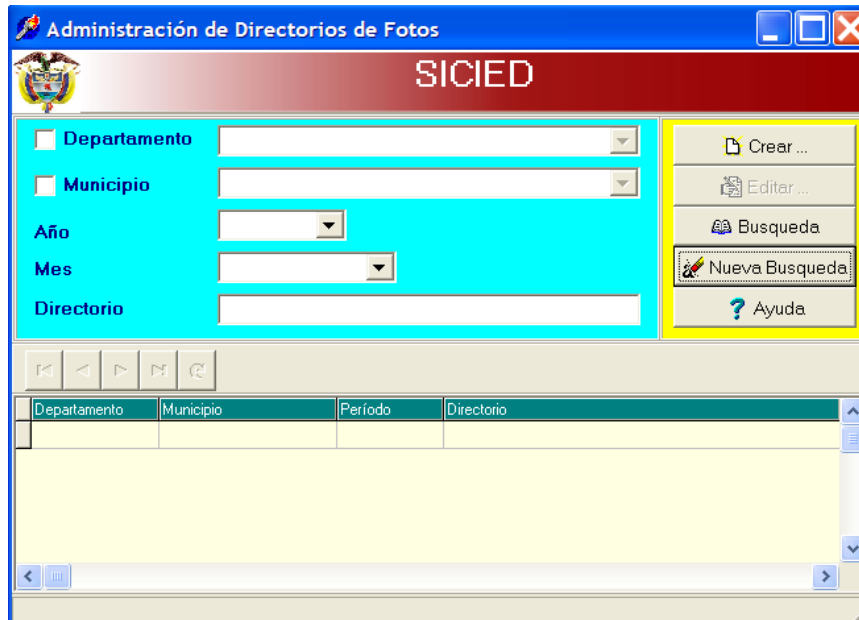 Administración de Directorios de Fotos
SICIED
Departamento
Municipio
Año
Mes
Directorio
Crear ...
Editar ...
Busqueda
Nueva Busqueda
Ayuda
Departamento Municipio Período Directorio